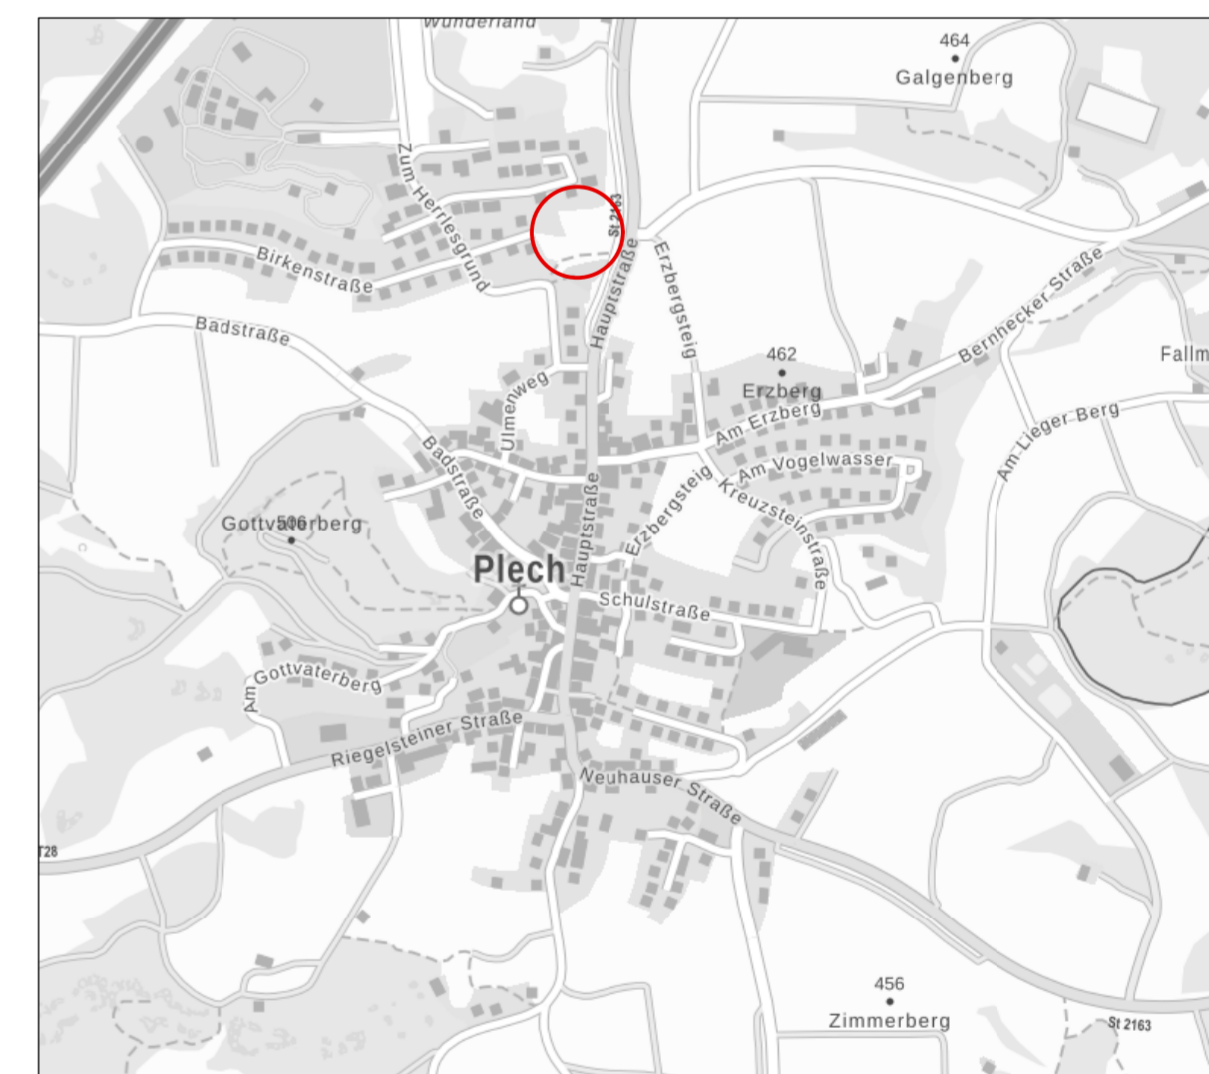 Wunderland
464
Galgenberg
Zum Herrlesgrund
St 2163
Birkenstraße
Hauptstraße
Erzbergsteig
Bernhecker Straße
Badstraße
462
Erzberg
Fallm
Ulmenweg
Am Erzberg
Am Lieger Berg
Badstraße
Am Vogelwasser
Erzbergsteig
Kreuzsteinstraße
Hauptstraße
506
Gottvaterberg
Plech
Schulstraße
Am Gottvaterberg
Riegelsteiner Straße
Neuhauser Straße
T28
456
Zimmerberg
St 2163